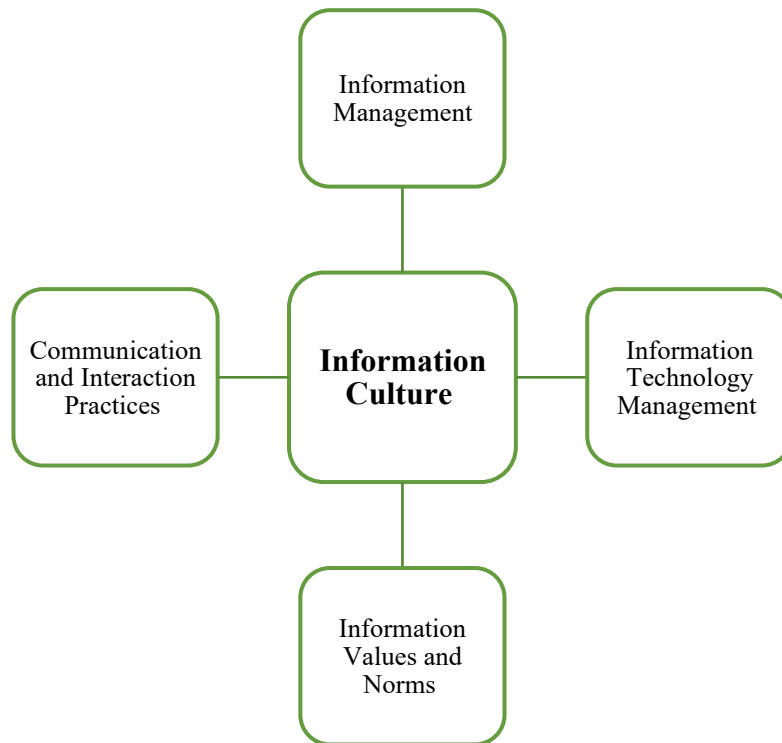 Information
Management
Communication
and Interaction
Practices
Information
Culture
Information
Technology
Management
Information
Values and
Norms